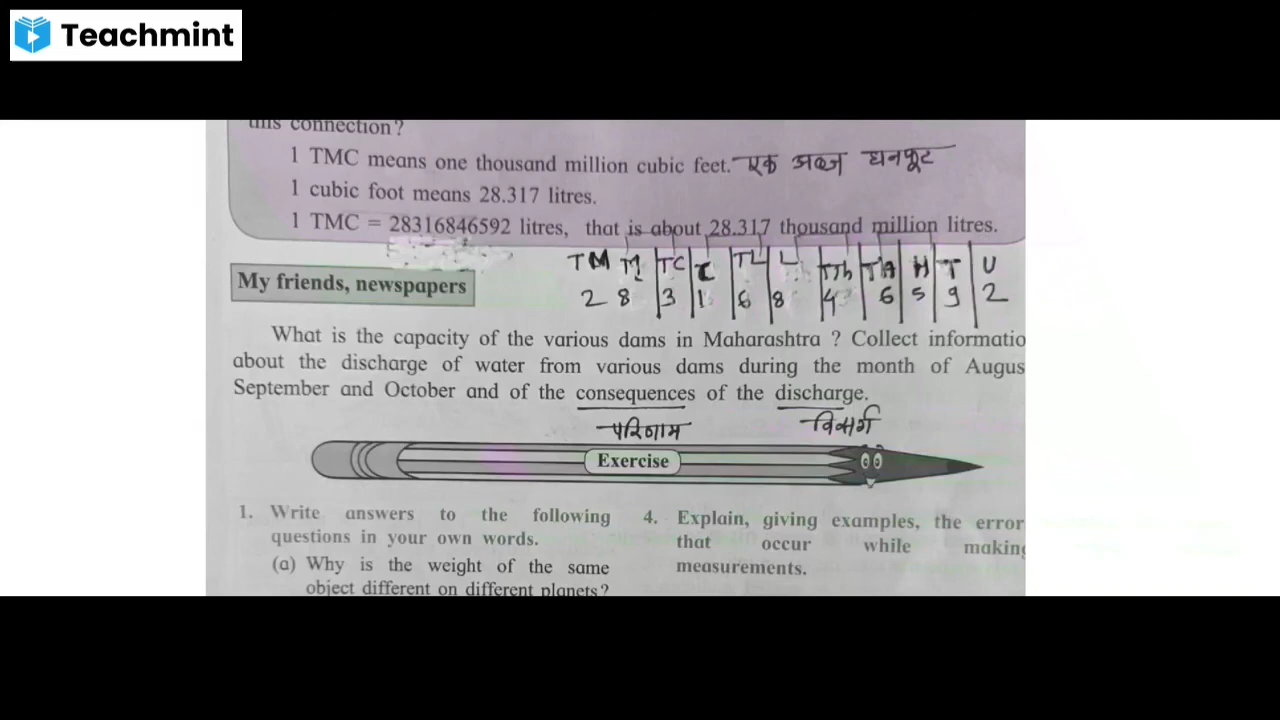 Teachmint
this connection?
1 TMC means one thousand million cubic feet. एक अब्ज घनफूट
1 cubic foot means 28.317 litres.
1 TMC = 28316846592 litres, that is about 28.317 thousand million litres.
TM M TC C TL L TTh Th H T U
My friends, newspapers
2 8 3 1 6 8 4 6 5 9 2
What is the capacity of the various dams in Maharashtra ? Collect informatio
about the discharge of water from various dams during the month of Augus
September and October and of the consequences of the discharge.
परिणाम विसर्ग
Exercise
1. Write answers to the following
questions in your own words.
(a) Why is the weight of the same
object different on different planets?
4. Explain, giving examples, the error
that occur while making
measurements.